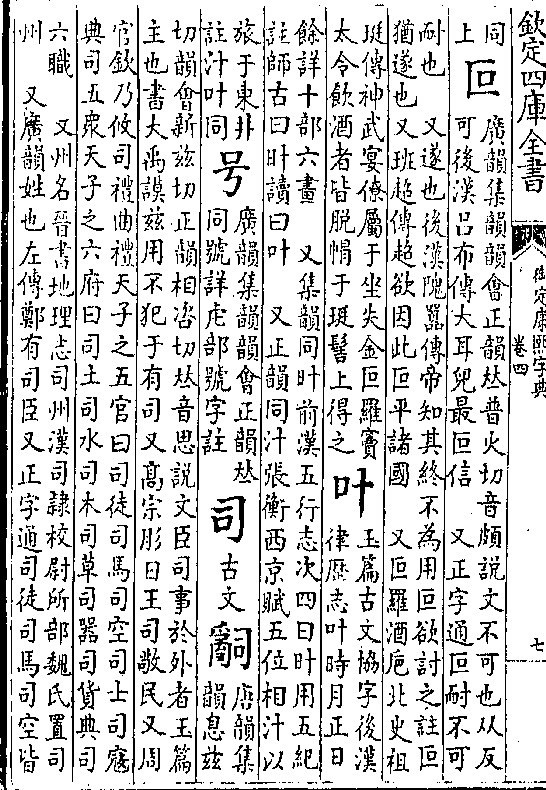 欽定四庫全書
御定康熙字典
卷四
七
同
上
叵
廣韻集韻韻會正韻𠀤普火切音頗說文不可也从反
可後漢呂布傳大耳兒最叵信 又正字通叵耐不可
耐也 又遂也後漢隗囂傳帝知其終不為用叵欲討之註叵
猶遂也 又班超傳超欲因此叵平諸國 又叵羅酒巵北史祖
珽傳神武宴僚屬于坐失金叵羅竇
太令飲酒者皆脫帽于珽髻上得之
叶
玉篇古文協字後漢
律厯志叶時月正日
餘詳十部六畫 又集韻同旪前漢五行志次四曰旪用五紀
註師古曰旪讀曰叶 又正韻同汁張衡西京賦五位相汁以
旅于東井
註汁叶同
号
廣韻集韻韻會正韻𠀤
同號詳虍部號字註
司
古文
𤔲
唐韻集
韻息兹
切韻會新兹切正韻相咨切𠀤音思說文臣司事於外者玉篇
主也書大禹謨兹用不犯于有司又高宗肜日王司敬民又周
官欽乃攸司禮曲禮天子之五官曰司徒司馬司空司士司寇
典司五衆天子之六府曰司土司水司木司草司器司貨典司
六職 又州名晉書地理志司州漢司隸校尉所部魏氏置司
州 又廣韻姓也左傳鄭有司臣又正字通司徒司馬司空皆